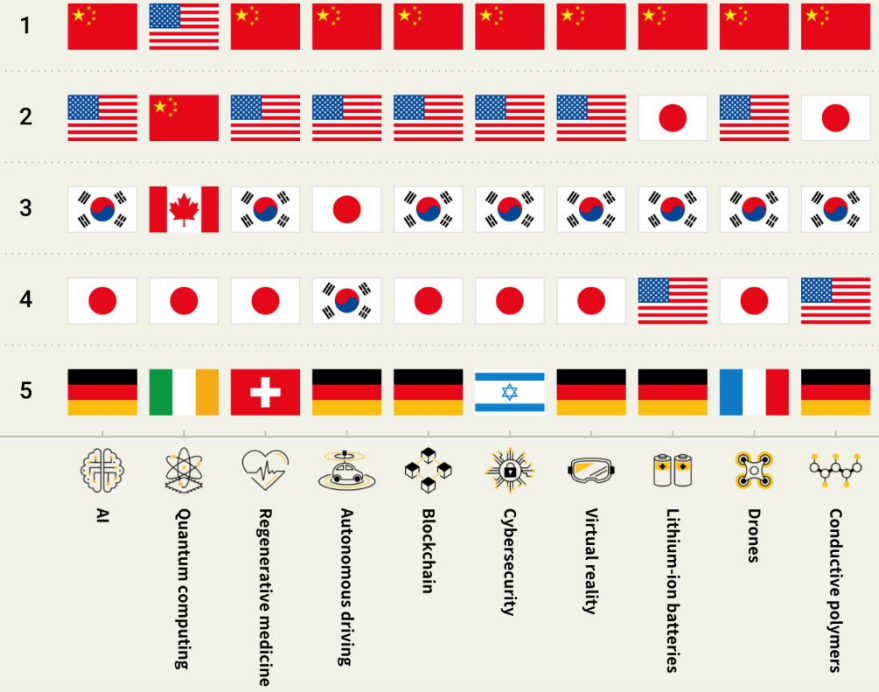 1
2
3
4
5
AI
Quantum computing
Regenerative medicine
Autonomous driving
Blockchain
Cybersecurity
Virtual reality
Lithium-ion batteries
Drones
Conductive polymers